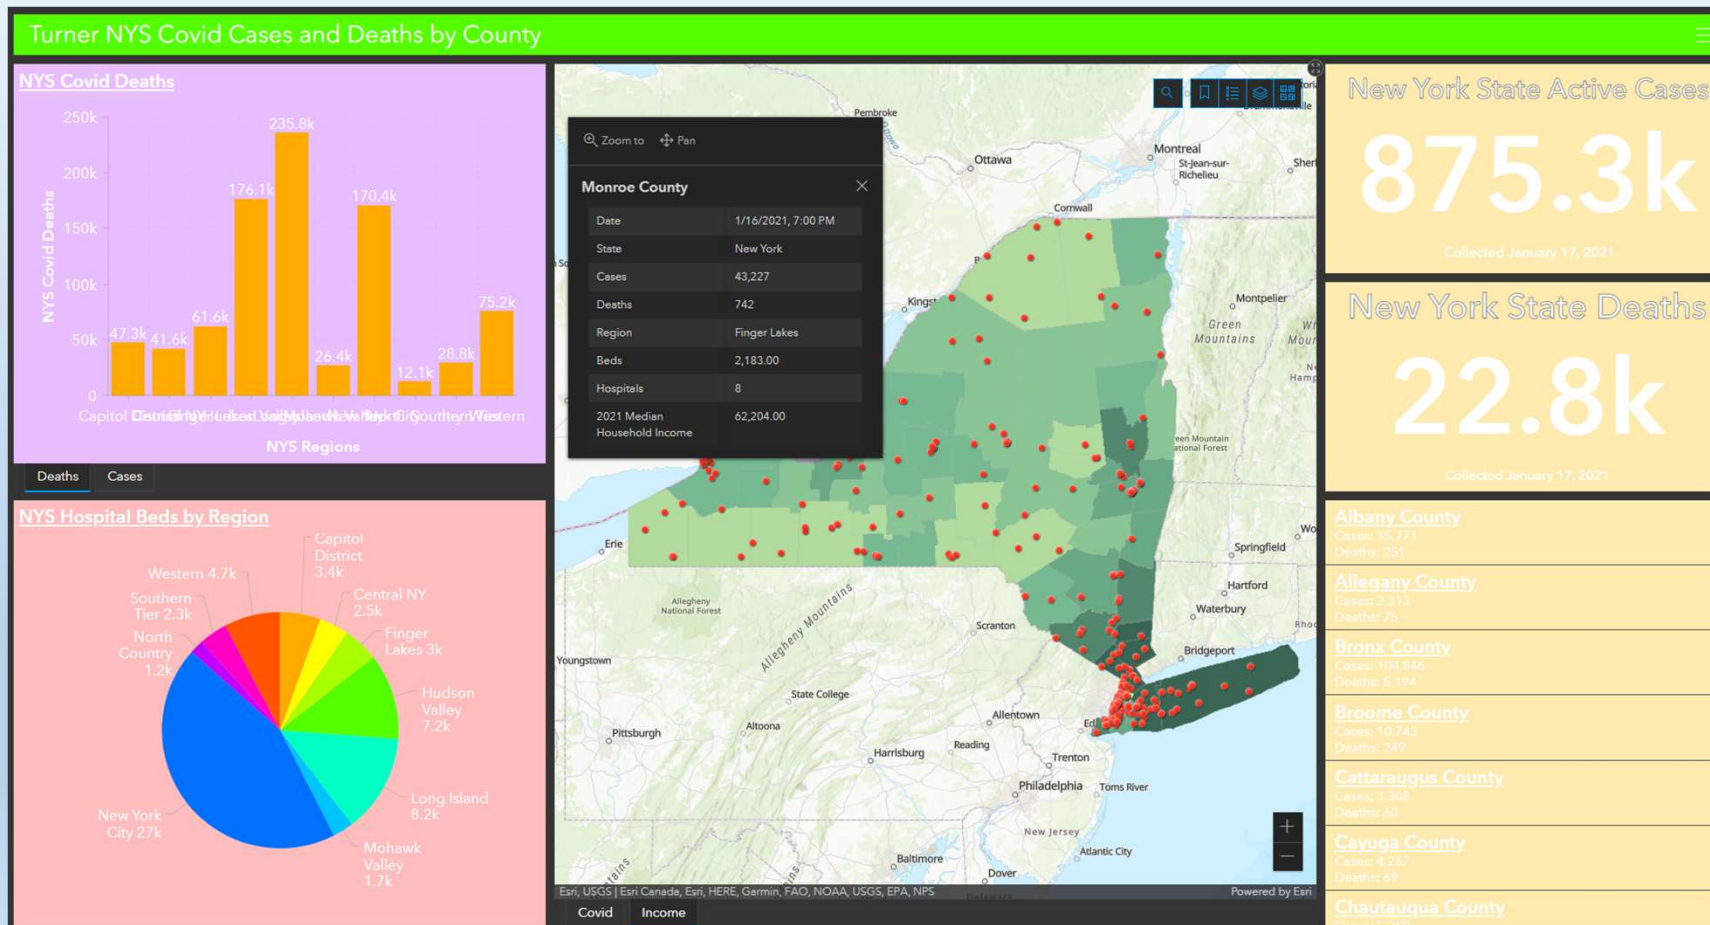 Turner NYS Covid Cases and Deaths by County
NYS Covid Deaths
250k
200k
150k
100k
50k
0
NYS Covid Deaths
47.3k
41.6k
61.6k
176.1k
235.8k
26.4k
170.4k
12.1k
28.8k
75.2k
Capitol
Western
NYS Regions
Deaths
Cases
NYS Hospital Beds by Region
Capitol
District
3.4k
Central NY
2.5k
Finger
Lakes 3k
Hudson
Valley
7.2k
Long Island
8.2k
Mohawk
Valley
1.7k
New York
City 27k
North
Country
1.2k
Southern
Tier 2.3k
Western 4.7k
Zoom to
Pan
Monroe County
Date 1/16/2021, 7:00 PM
State New York
Cases 43,227
Deaths 742
Region Finger Lakes
Beds 2,183.00
Hospitals 8
2021 Median
Household Income 62,204.00
Pembroke
Ottawa
Montreal
St-Jean-sur-
Richelieu
Cornwall
Montpelier
Green
Mountains
National Forest
Erie
Allegheny
National Forest
Allegheny Mountains
Scranton
Springfield
Hartford
Waterbury
Bridgeport
Youngstown
State College
Altoona
Pittsburgh
Allentown
Reading
Harrisburg
Trenton
Philadelphia
Toms River
New Jersey
Atlantic City
Baltimore
Dover
Esri, USGS | Esri Canada, Esri, HERE, Garmin, FAO, NOAA, USGS, EPA, NPS
Powered by Esri
Covid
Income
New York State Active Cases
875.3k
Collected January 17, 2021
New York State Deaths
22.8k
Collected January 17, 2021
Albany County
Cases: 15,771
Deaths: 251
Allegany County
Cases: 2,313
Deaths: 75
Bronx County
Cases: 104,846
Deaths: 5,194
Broome County
Cases: 10,743
Deaths: 249
Cattaraugus County
Cases: 3,308
Deaths: 60
Cayuga County
Cases: 4,267
Deaths: 69
Chautauqua County